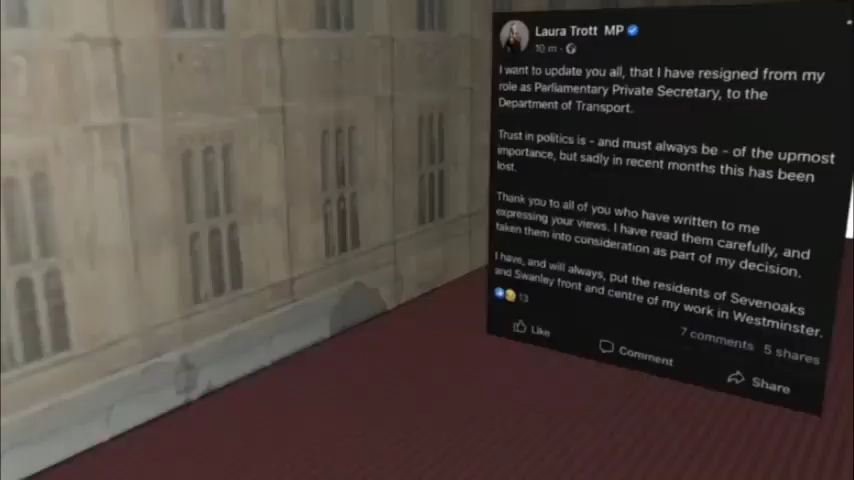 Laura Trott MP
10 m
I want to update you all, that I have resigned from my
role as Parliamentary Private Secretary, to the
Department of Transport.
Trust in politics is - and must always be - of the upmost
importance, but sadly in recent months this has been
lost.
Thank you to all of you who have written to me
expressing your views. I have read them carefully, and
taken them into consideration as part of my decision.
I have, and will always, put the residents of Sevenoaks
and Swanley front and centre of my work in Westminster.
13
7 comments 5 shares
Like
Comment
Share